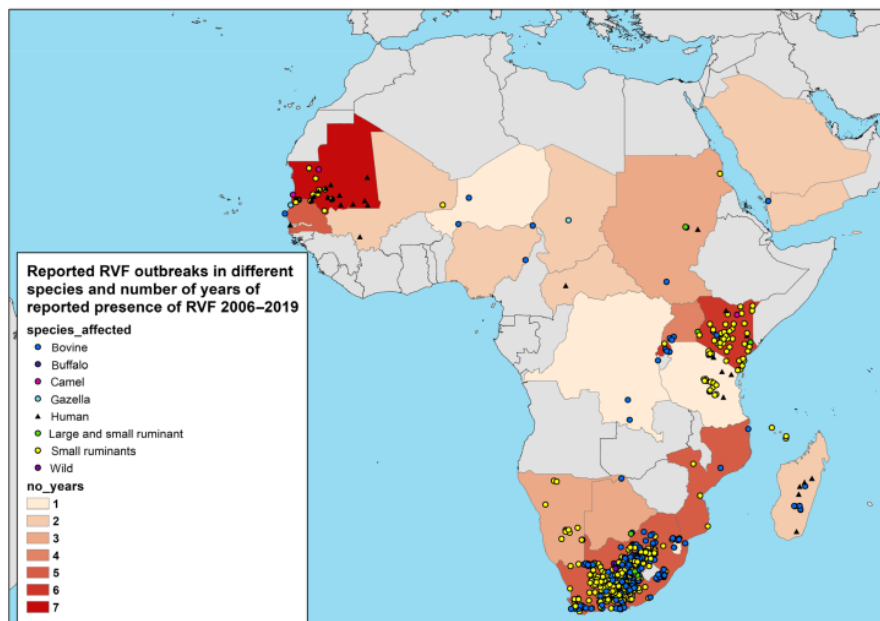 Reported RVF outbreaks in different
species and number of years of
reported presence of RVF 2006–2019
species_affected
Bovine
Buffalo
Camel
Gazella
Human
Large and small ruminant
Small ruminants
Wild
no_years
1
2
3
4
5
6
7